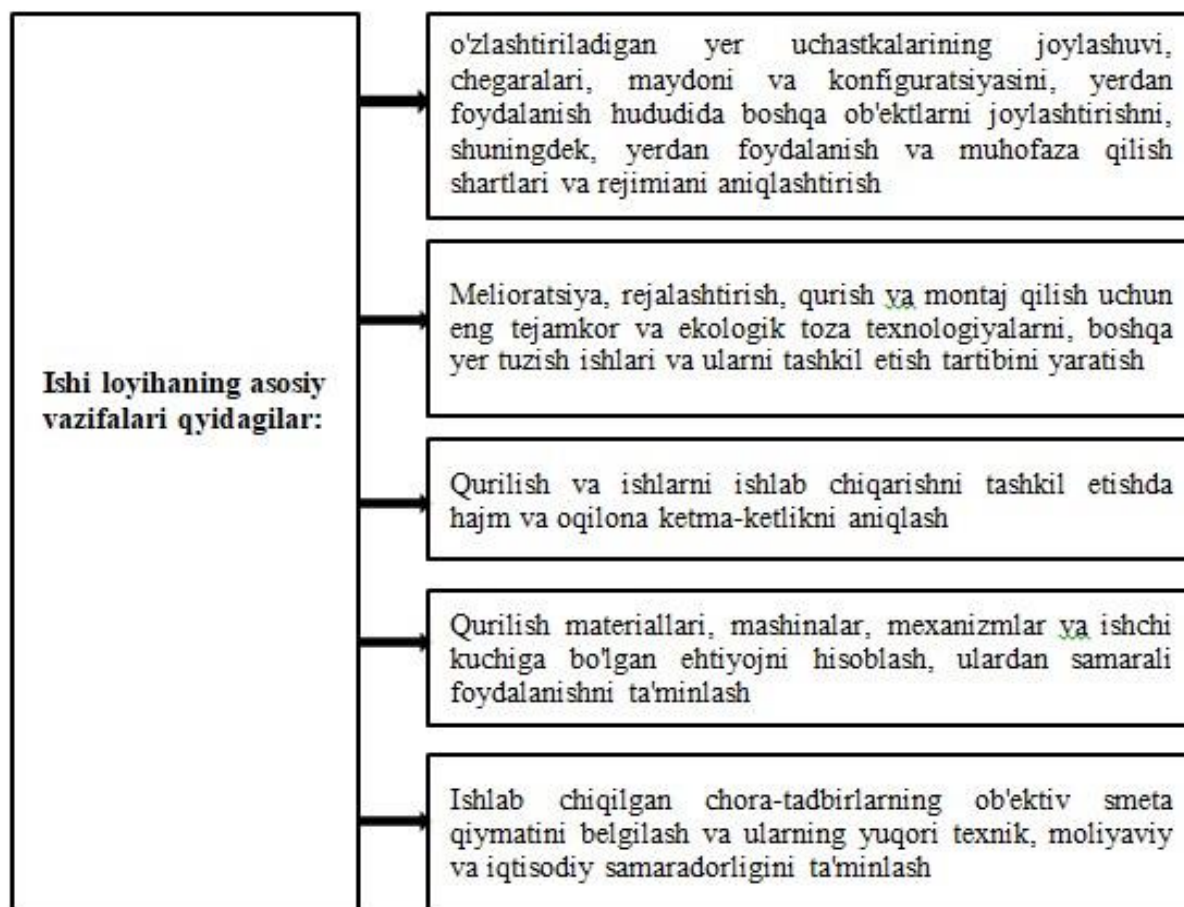 Ishi loyihaning asosiy
vazifalari qyidagilar:
o'zlashtiriladigan yer uchastkalarining joylashuvi,
chegaralari, maydoni va konfiguratsiyasini, yerdan
foydalanish hududida boshqa ob'ektlarni joylashtirishni,
shuningdek, yerdan foydalanish va muhofaza qilish
shartlari va rejimiani aniqlashtirish
Melioratsiya, rejalashtirish, qurish va montaj qilish uchun
eng tejamkor va ekologik toza texnologiyalarni, boshqa
yer tuzish ishlari va ularni tashkil etish tartibini yaratish
Qurilish va ishlarni ishlab chiqarishni tashkil etishda
hajm va oqilona ketma-ketlikni aniqlash
Qurilish materiallari, mashinalar, mexanizmlar va ishchi
kuchiga bo'lgan ehtiyojni hisoblash, ulardan samarali
foydalanishni ta'minlash
Ishlab chiqilgan chora-tadbirlarning ob'ektiv smeta
qiymatini belgilash va ularning yuqori texnik, moliyaviy
va iqtisodiy samaradorligini ta'minlash